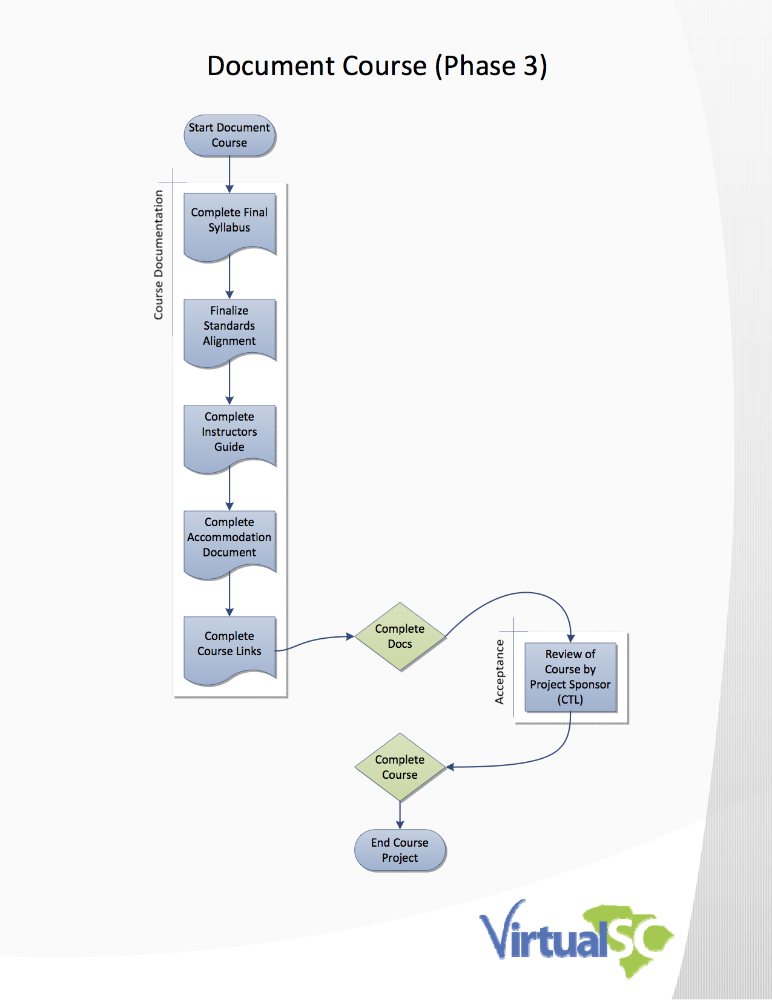 Document Course (Phase 3)
Start Document
Course
Course Documentation
Complete Final
Syllabus
Finalize
Standards
Alignment
Complete
Instructors
Guide
Complete
Accommodation
Document
Complete
Course Links
Complete
Docs
Acceptance
Review of
Course by
Project Sponsor
(CTL)
Complete
Course
End Course
Project
VirtualSC